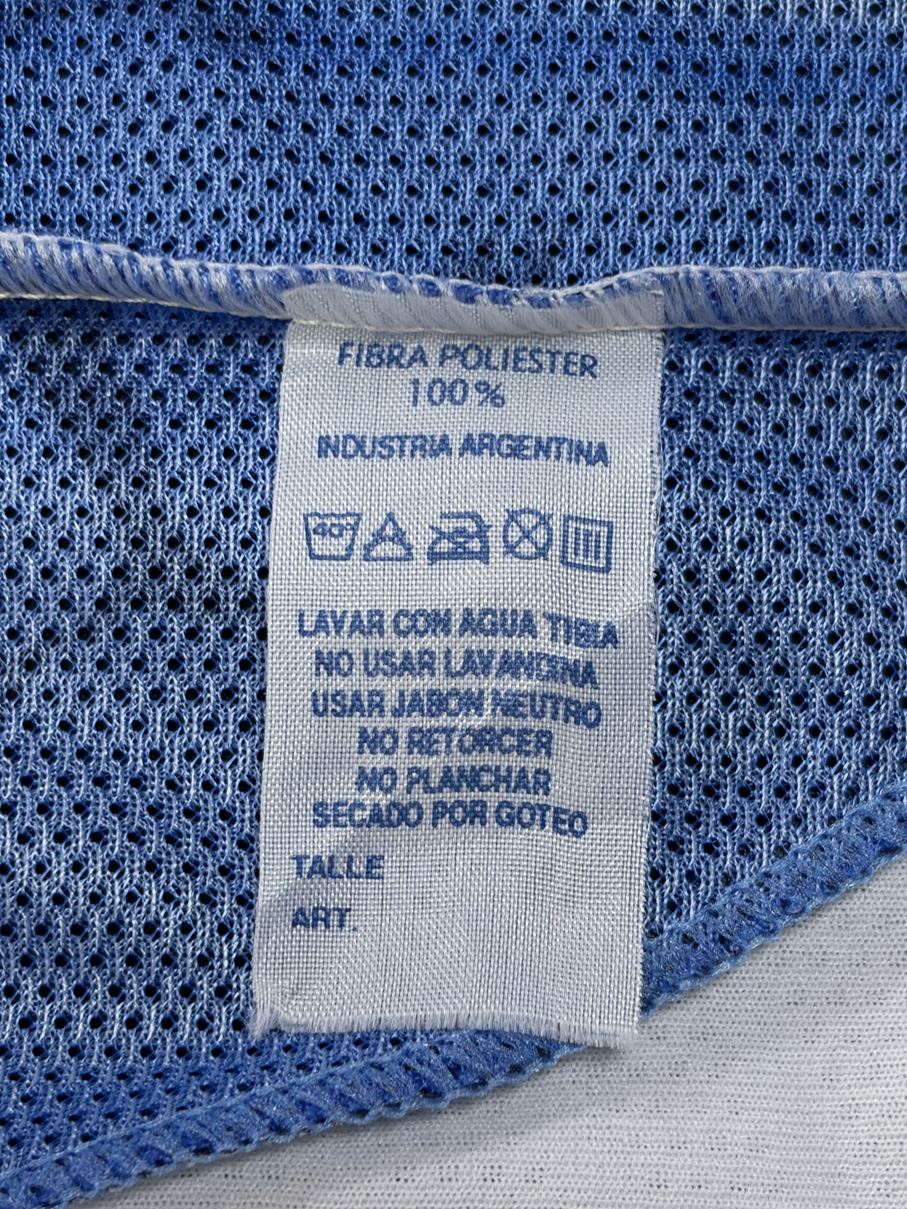 FIBRA POLIESTER
100%
INDUSTRIA ARGENTINA
40°
LAVAR CON AGUA TIBIA
NO USAR LAVANDINA
USAR JABON NEUTRO
NO RETORCER
NO PLANCHAR
SECADO POR GOTEO
TALLE
ART.